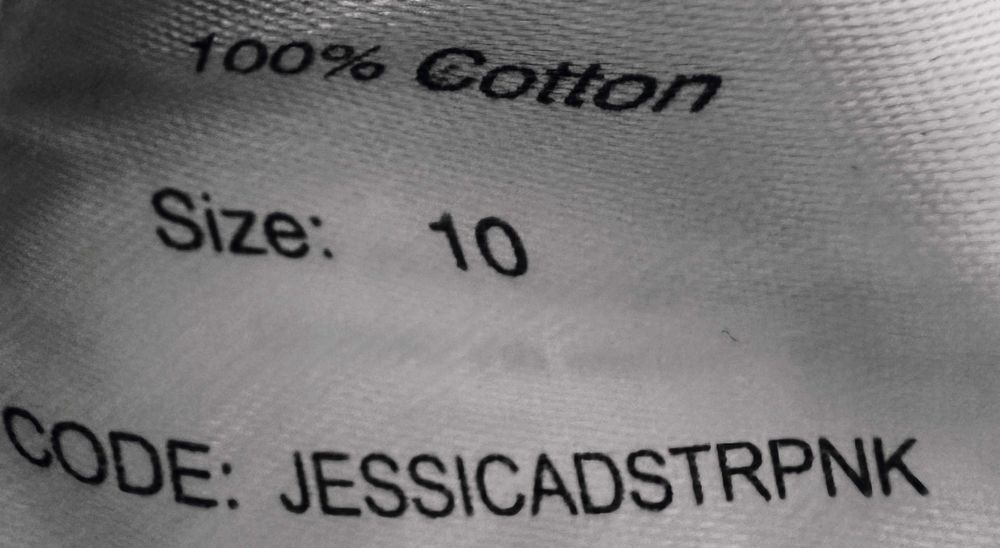 100% Cotton
Size: 10
CODE: JESSICADSTRPNK